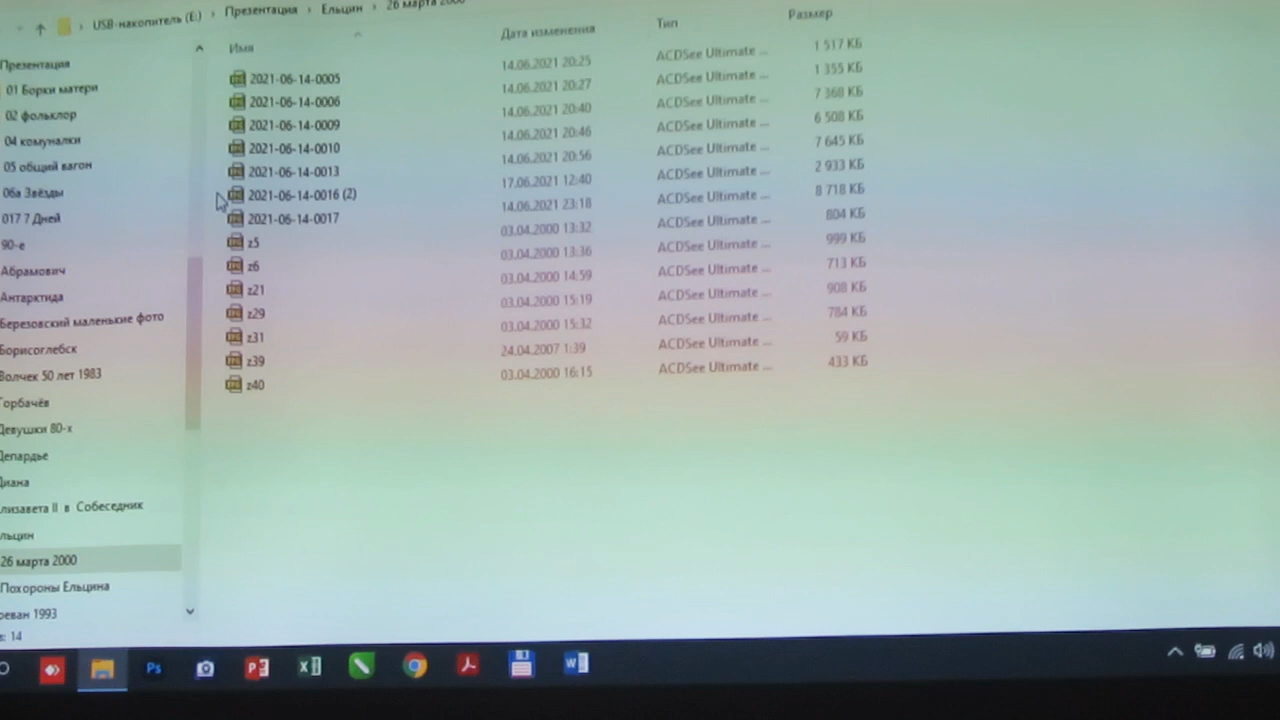 USB-накопитель (E:) › Презентация › Ельцин › 26 марта 2000
Имя Дата изменения Тип Размер
2021-06-14-0005 14.06.2021 20:25 ACDSee Ultimate ... 1 517 КБ
2021-06-14-0006 14.06.2021 20:27 ACDSee Ultimate ... 1 355 КБ
2021-06-14-0009 14.06.2021 20:40 ACDSee Ultimate ... 7 368 КБ
2021-06-14-0010 14.06.2021 20:46 ACDSee Ultimate ... 6 508 КБ
2021-06-14-0013 14.06.2021 20:56 ACDSee Ultimate ... 7 645 КБ
2021-06-14-0016 (2) 17.06.2021 12:40 ACDSee Ultimate ... 2 933 КБ
2021-06-14-0017 14.06.2021 23:18 ACDSee Ultimate ... 8 718 КБ
z5 03.04.2000 13:32 ACDSee Ultimate ... 804 КБ
z6 03.04.2000 13:36 ACDSee Ultimate ... 999 КБ
z21 03.04.2000 14:59 ACDSee Ultimate ... 713 КБ
z29 03.04.2000 15:19 ACDSee Ultimate ... 908 КБ
z31 03.04.2000 15:32 ACDSee Ultimate ... 784 КБ
z39 24.04.2007 1:39 ACDSee Ultimate ... 59 КБ
z40 03.04.2000 16:15 ACDSee Ultimate ... 433 КБ
Презентация
01 Борки матери
02 фольклор
04 комуналки
05 общий вагон
06а Звёзды
017 7 Дней
90-е
Абрамович
Антарктида
Березовский маленькие фото
Борисоглебск
Волчек 50 лет 1983
Горбачёв
Девушки 80-х
Депардье
Диана
лизавета II в Собеседник
льцин
26 марта 2000
Похороны Ельцина
реван 1993
: 14
Ps
P
X
W